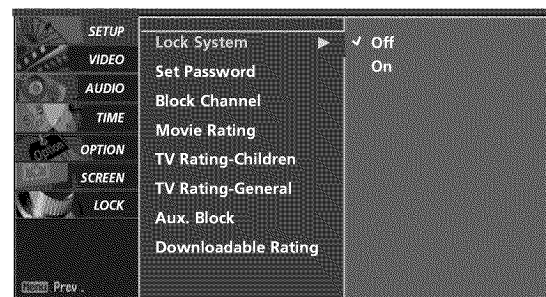 SETUP
VIDEO
AUDIO
TIME
OPTION
SCREEN
LOCK
Menu Prev.
Lock System
Set Password
Block Channel
Movie Rating
TV Rating-Children
TV Rating-General
Aux. Block
Downloadable Rating
✓ Off
On